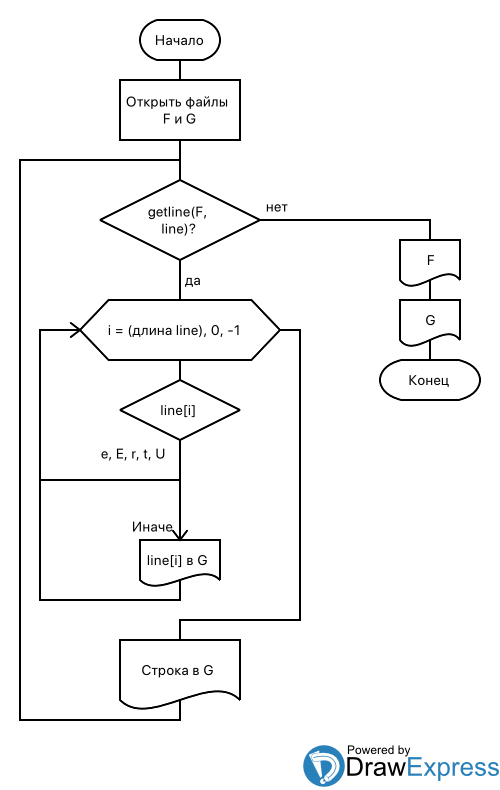 Начало
Открыть файлы
F и G
getline(F,
line)?
нет
F
да
G
i = (длина line), 0, -1
Конец
line[i]
e, E, r, t, U
Иначе
line[i] в G
Строка в G
Powered by
DrawExpress